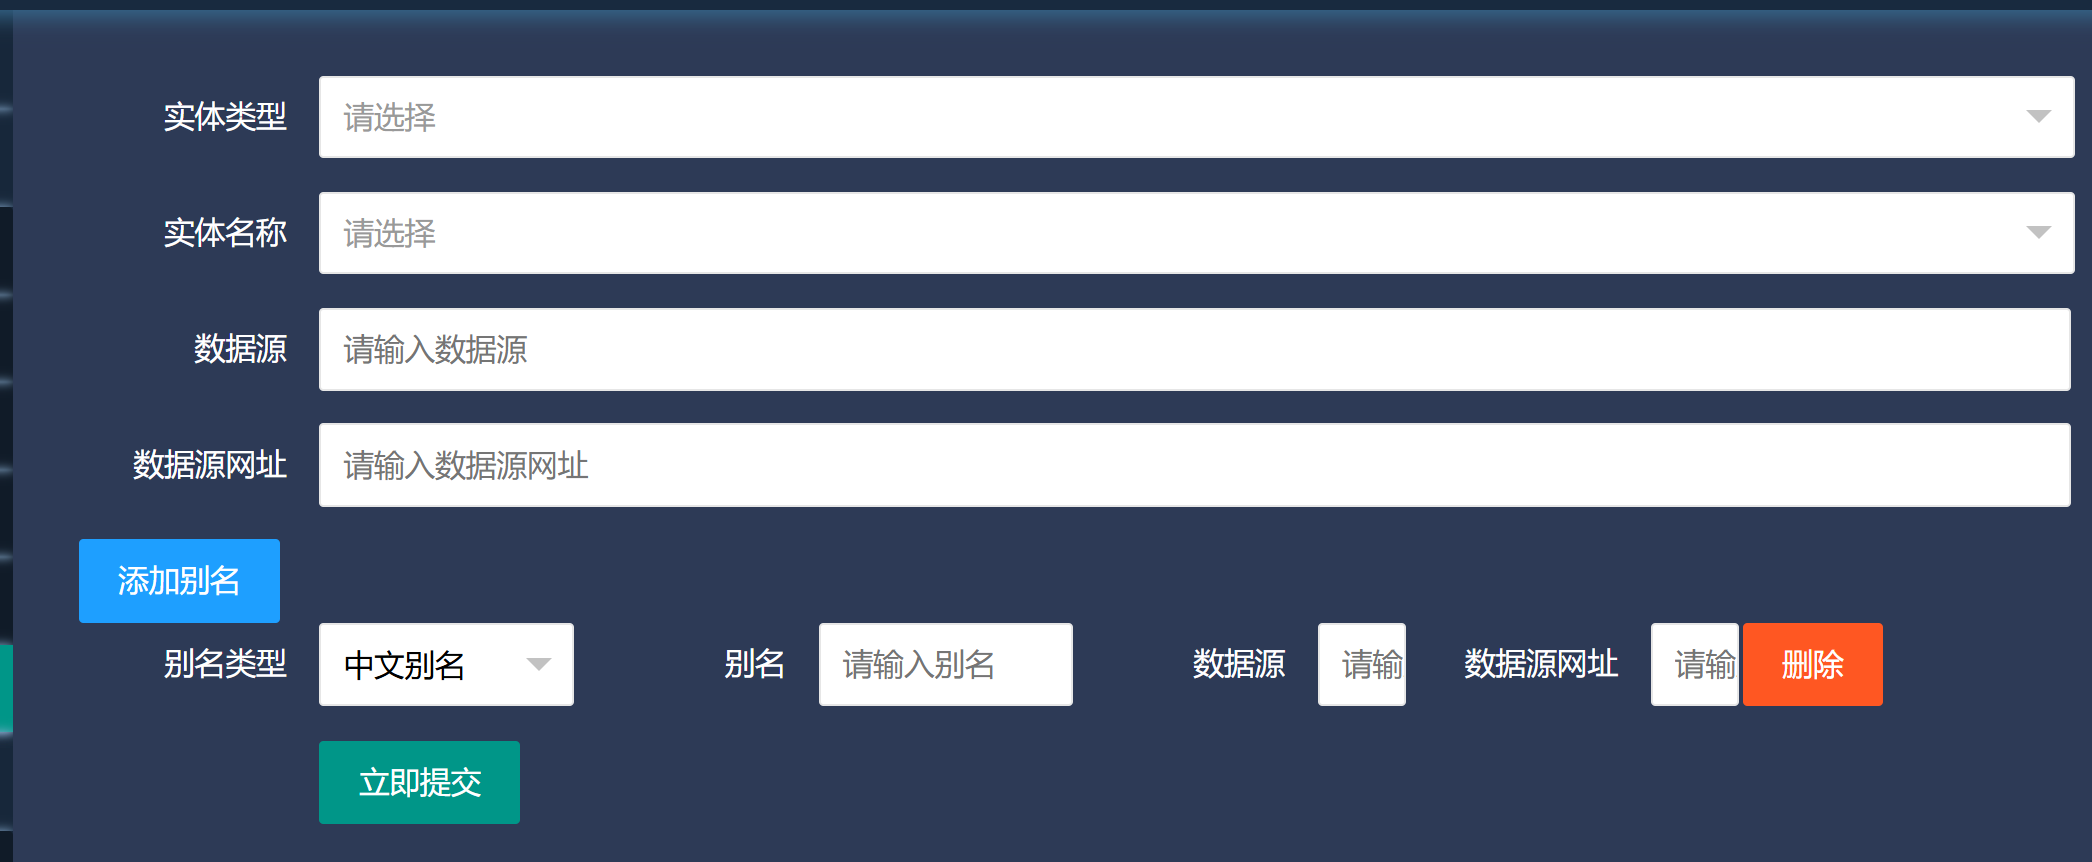 实体类型 请选择
实体名称 请选择
数据源 请输入数据源
数据源网址 请输入数据源网址
添加别名
别名类型 中文别名 别名 请输入别名 数据源 请输 数据源网址 请输 删除
立即提交